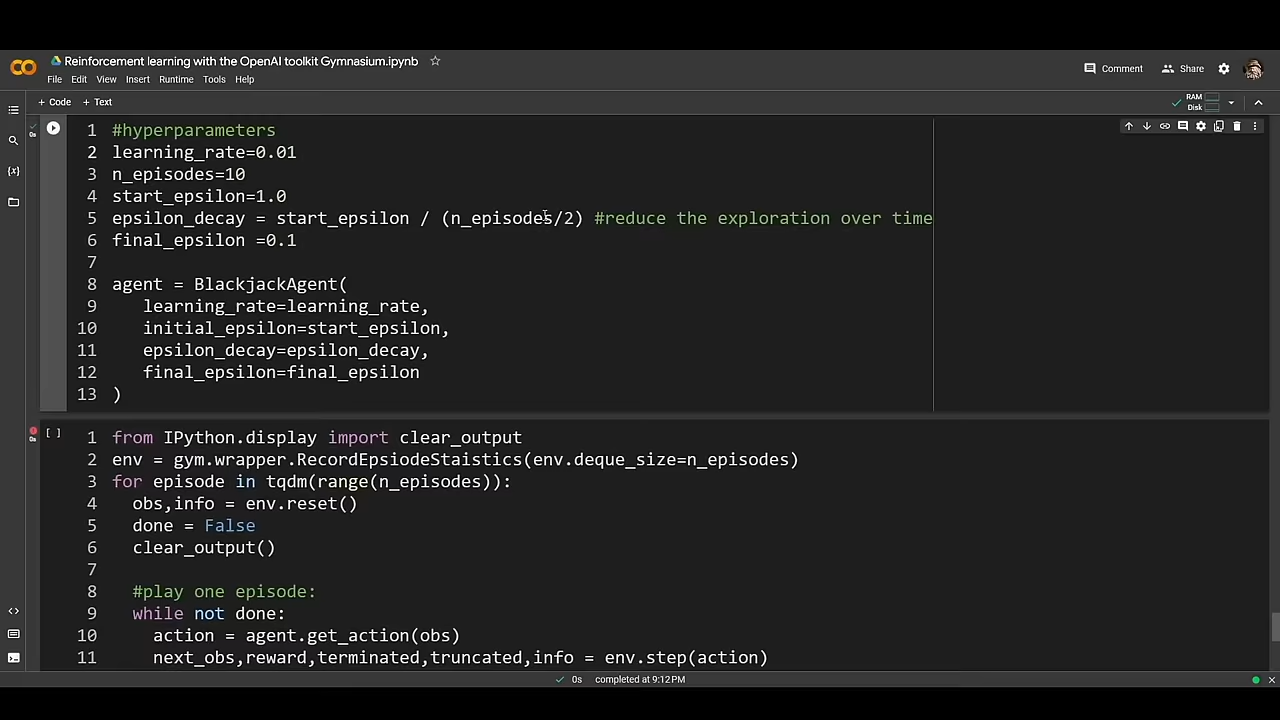 Reinforcement learning with the OpenAI toolkit Gymnasium.ipynb
File Edit View Insert Runtime Tools Help
Comment Share
+ Code + Text
RAM
Disk
0s
1 #hyperparameters
2 learning_rate=0.01
3 n_episodes=10
4 start_epsilon=1.0
5 epsilon_decay = start_epsilon / (n_episodes/2) #reduce the exploration over time
6 final_epsilon =0.1
7
8 agent = BlackjackAgent(
9 learning_rate=learning_rate,
10 initial_epsilon=start_epsilon,
11 epsilon_decay=epsilon_decay,
12 final_epsilon=final_epsilon
13 )
[ ]
0s
1 from IPython.display import clear_output
2 env = gym.wrapper.RecordEpsiodeStaistics(env.deque_size=n_episodes)
3 for episode in tqdm(range(n_episodes)):
4 obs,info = env.reset()
5 done = False
6 clear_output()
7
8 #play one episode:
9 while not done:
10 action = agent.get_action(obs)
11 next_obs,reward,terminated,truncated,info = env.step(action)
0s completed at 9:12 PM